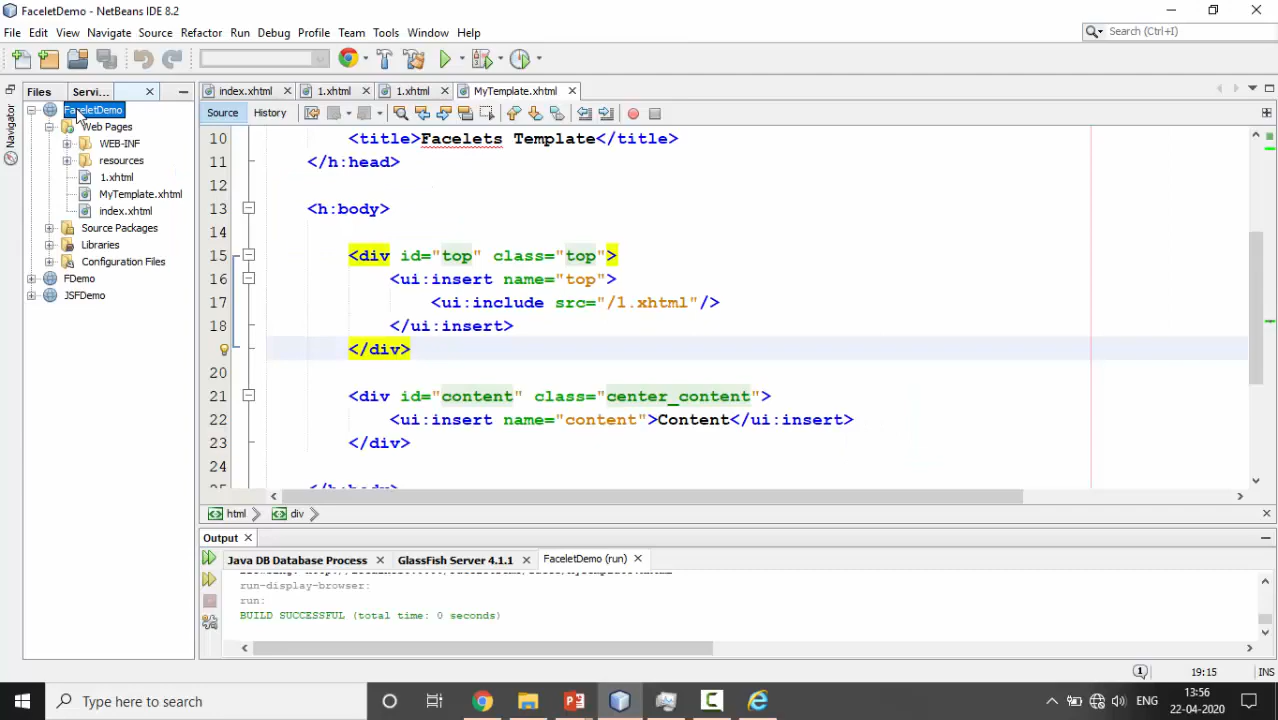 FaceletDemo - NetBeans IDE 8.2
File Edit View Navigate Source Refactor Run Debug Profile Team Tools Window Help
Search (Ctrl+I)
Files Servi...
index.xhtml 1.xhtml 1.xhtml MyTemplate.xhtml
Navigator
Source History
FaceletDemo
Web Pages
WEB-INF
resources
1.xhtml
MyTemplate.xhtml
index.xhtml
Source Packages
Libraries
Configuration Files
FDemo
JSFDemo
10 <title>Facelets Template</title>
11 </h:head>
12
13 <h:body>
14
15 <div id="top" class="top">
16 <ui:insert name="top">
17 <ui:include src="/1.xhtml"/>
18 </ui:insert>
</div>
20
21 <div id="content" class="center_content">
22 <ui:insert name="content">Content</ui:insert>
23 </div>
24
html div
Output
Java DB Database Process GlassFish Server 4.1.1 FaceletDemo (run)
run-display-browser:
run:
BUILD SUCCESSFUL (total time: 0 seconds)
1 19:15 INS
Type here to search
ENG
13:56
22-04-2020